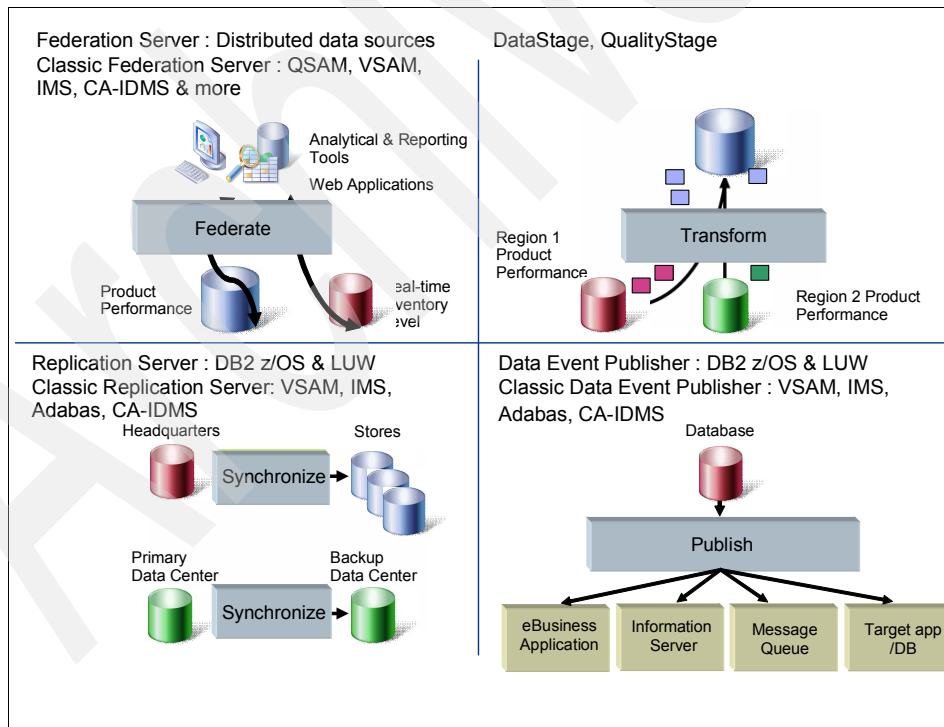 Federation Server : Distributed data sources
Classic Federation Server : QSAM, VSAM,
IMS, CA-IDMS & more
Analytical & Reporting
Tools
Web Applications
Federate
Product
Performance
eal-time
ventory
evel
DataStage, QualityStage
Transform
Region 1
Product
Performance
Region 2 Product
Performance
Replication Server : DB2 z/OS & LUW
Classic Replication Server: VSAM, IMS,
Adabas, CA-IDMS
Headquarters
Stores
Synchronize
Primary
Data Center
Backup
Data Center
Synchronize
Data Event Publisher : DB2 z/OS & LUW
Classic Data Event Publisher : VSAM, IMS,
Adabas, CA-IDMS
Database
Publish
eBusiness
Application
Information
Server
Message
Queue
Target app
/DB